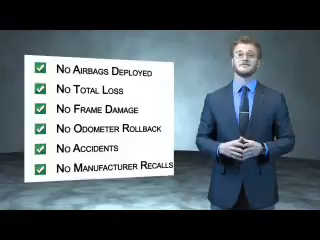 No Airbags Deployed
No Total Loss
No Frame Damage
No Odometer Rollback
No Accidents
No Manufacturer Recalls